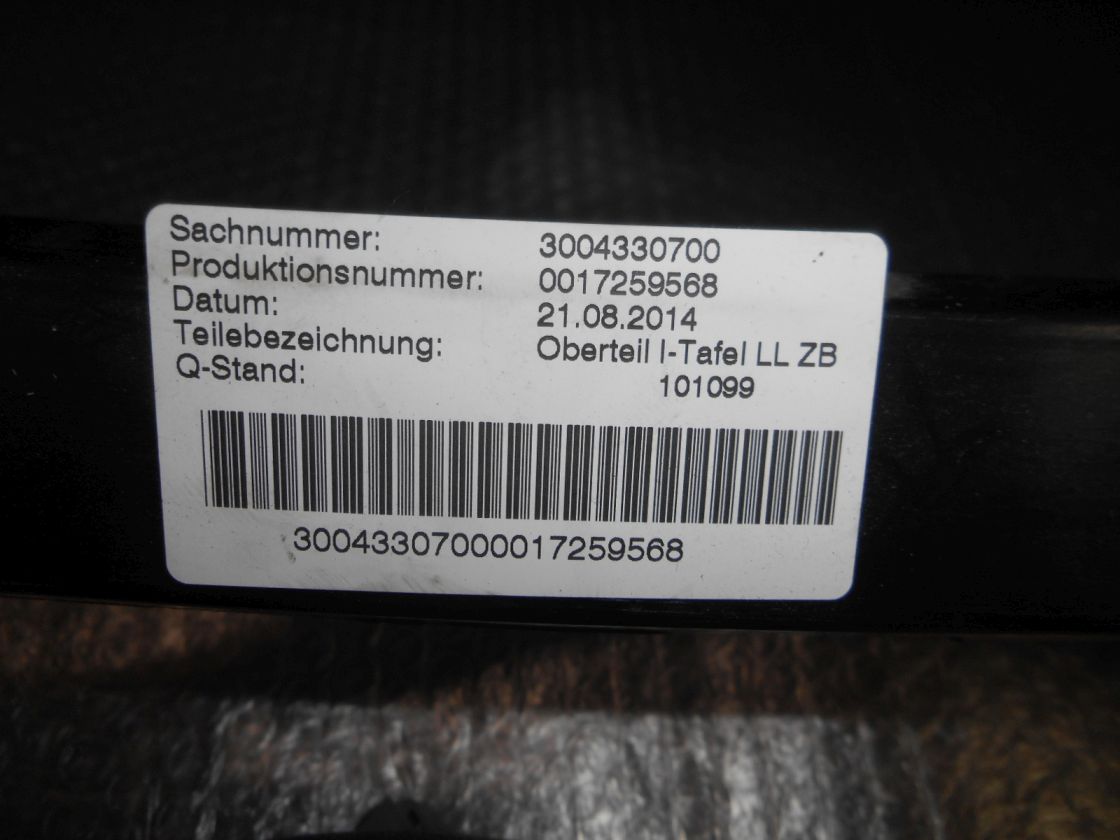 Sachnummer: 3004330700
Produktionsnummer: 0017259568
Datum: 21.08.2014
Teilebezeichnung: Oberteil I-Tafel LL ZB
Q-Stand: 101099
30043307000017259568